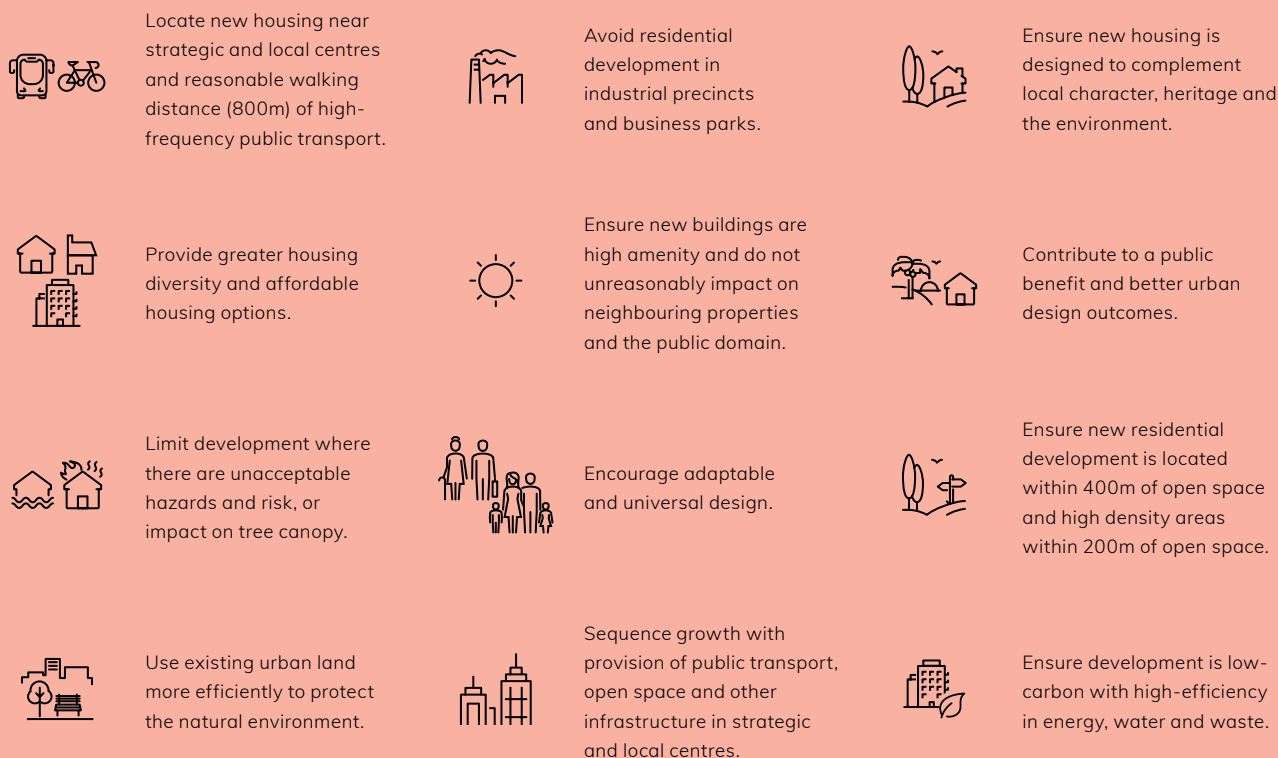 Locate new housing near
strategic and local centres
and reasonable walking
distance (800m) of high-
frequency public transport.
Avoid residential
development in
industrial precincts
and business parks.
Ensure new housing is
designed to complement
local character, heritage and
the environment.
Provide greater housing
diversity and affordable
housing options.
Ensure new buildings are
high amenity and do not
unreasonably impact on
neighbouring properties
and the public domain.
Contribute to a public
benefit and better urban
design outcomes.
Limit development where
there are unacceptable
hazards and risk, or
impact on tree canopy.
Encourage adaptable
and universal design.
Ensure new residential
development is located
within 400m of open space
and high density areas
within 200m of open space.
Use existing urban land
more efficiently to protect
the natural environment.
Sequence growth with
provision of public transport,
open space and other
infrastructure in strategic
and local centres.
Ensure development is low-
carbon with high-efficiency
in energy, water and waste.